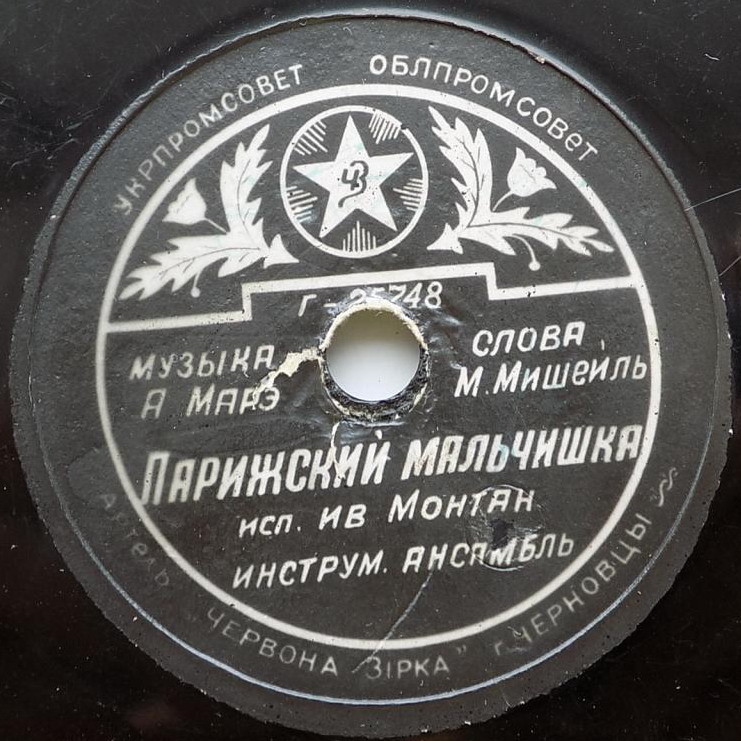 УКРПРОМСОВЕТ ОБЛПРОМСОВЕТ
ЧЗ
Г-25748
МУЗЫКА
А МАРЭ
СЛОВА
М. МИШЕЙЛЬ
ПАРИЖСКИЙ МАЛЬЧИШКА
ИСП. ИВ МОНТАН
ИНСТРУМ. АНСАМБЛЬ
АРТЕЛЬ „ЧЕРВОНА ЗІРКА" г. ЧЕРНОВЦЫ